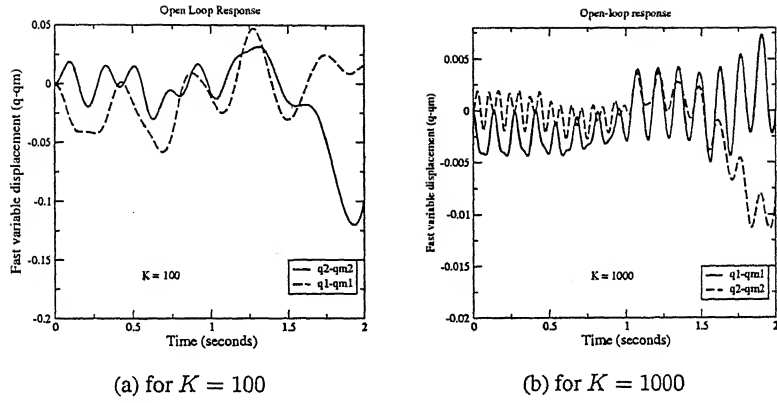 Open Loop Response
0.05
0
-0.05
-0.1
-0.15
-0.2
Fast variable displacement (q-qm)
K = 100
q2-qm2
q1-qm1
0
0.5
1
1.5
2
Time (seconds)
(a) for K = 100
Open-loop response
0.005
0
-0.005
-0.01
-0.015
-0.02
Fast variable displacement (q-qm)
K = 1000
q1-qm1
q2-qm2
0
0.5
1
1.5
2
Time (seconds)
(b) for K = 1000